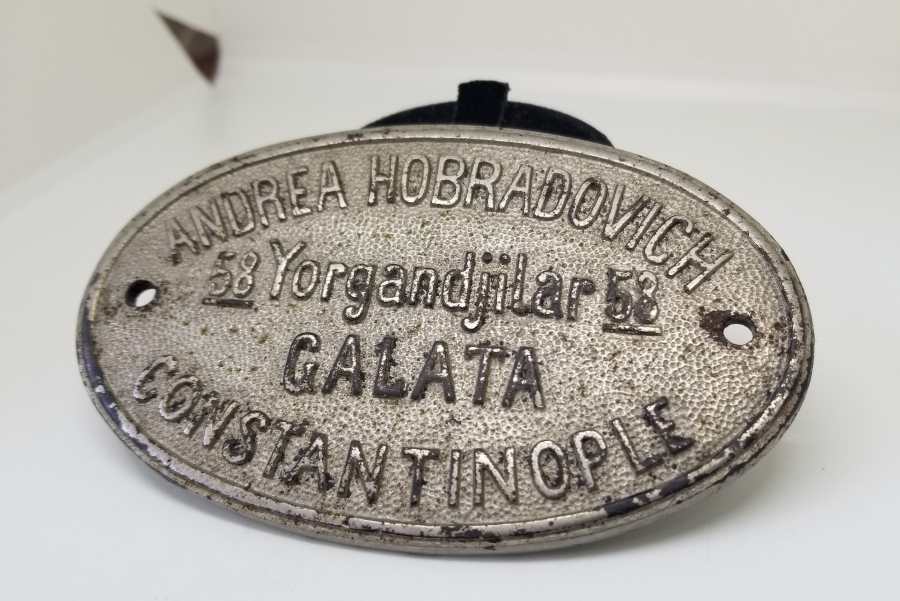 ANDREA HOBRADOVICH
58 Yorgandjilar 58
GALATA
CONSTANTINOPLE